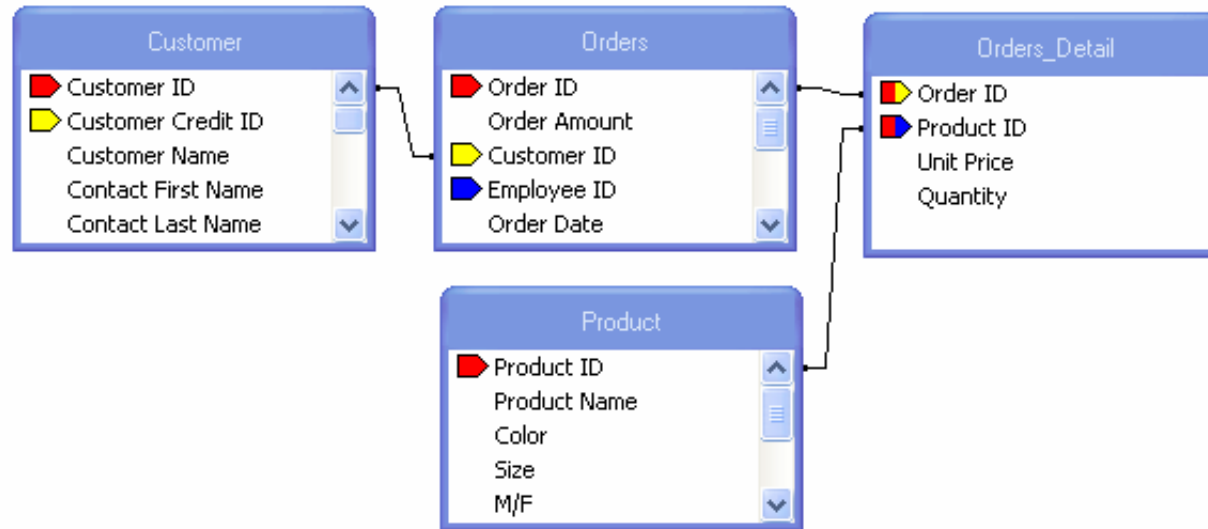 Customer
Customer ID
Customer Credit ID
Customer Name
Contact First Name
Contact Last Name
Orders
Order ID
Order Amount
Customer ID
Employee ID
Order Date
Orders_Detail
Order ID
Product ID
Unit Price
Quantity
Product
Product ID
Product Name
Color
Size
M/F